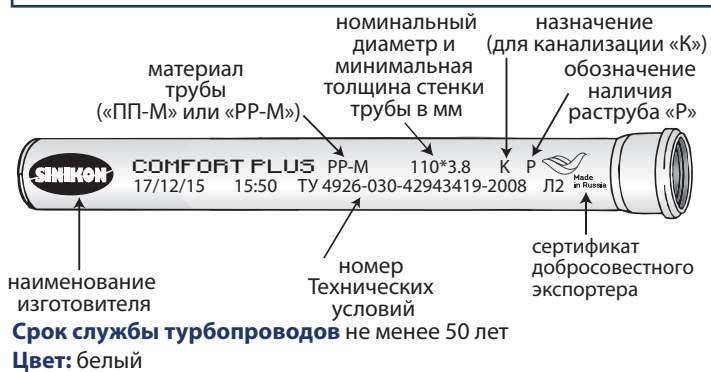 номинальный
диаметр и
минимальная
толщина стенки
трубы в мм
назначение
(для канализации «К»)
материал
трубы
(«ПП-М» или «PP-M»)
обозначение
наличия
раструба «Р»
SINIKON
COMFORT PLUS PP-M 110*3.8 К Р
17/12/15 15:50 ТУ 4926-030-42943419-2008 Л2
Made
in Russia
наименование
изготовителя
номер
Технических
условий
сертификат
добросовестного
экспортера
Срок службы турбопроводов не менее 50 лет
Цвет: белый